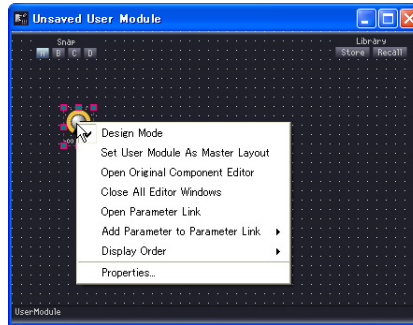 Unsaved User Module
Snap
Library
A B C D
Store Recall
Design Mode
Set User Module As Master Layout
Open Original Component Editor
Close All Editor Windows
Open Parameter Link
Add Parameter to Parameter Link
Display Order
Properties...
UserModule